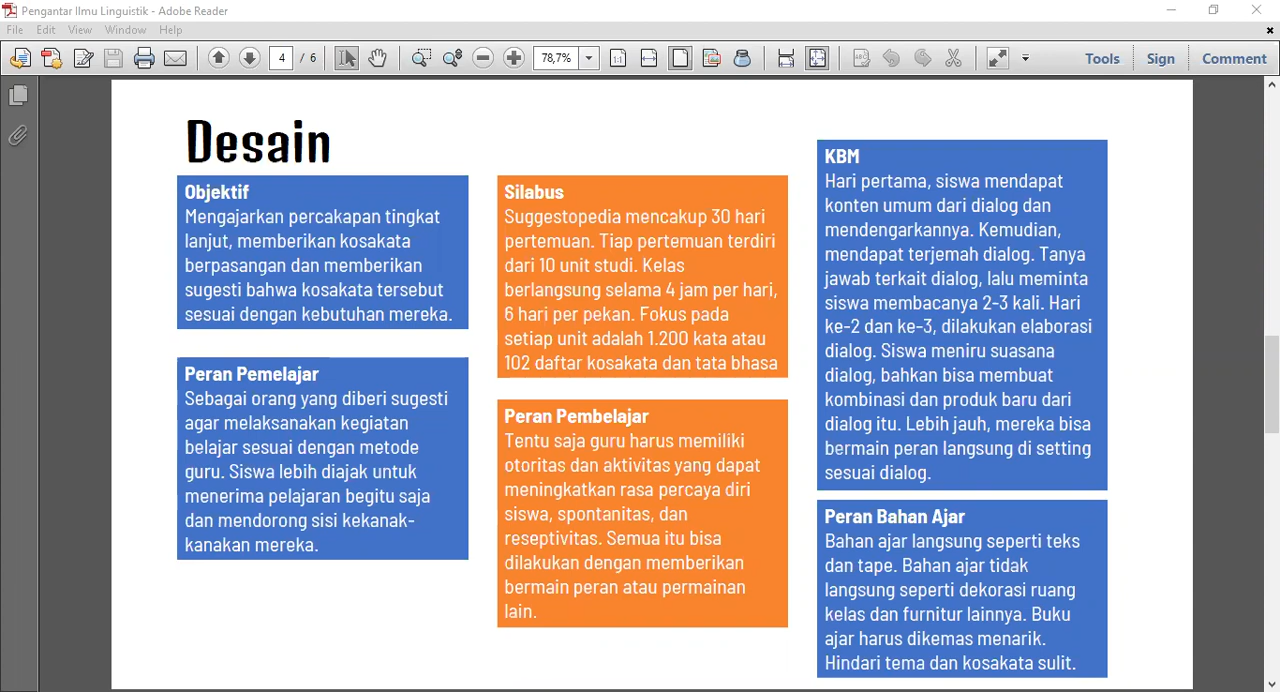 Pengantar Ilmu Linguistik - Adobe Reader
File Edit View Window Help
4 / 6
78,7%
Tools Sign Comment
Desain
Objektif
Mengajarkan percakapan tingkat
lanjut, memberikan kosakata
berpasangan dan memberikan
sugesti bahwa kosakata tersebut
sesuai dengan kebutuhan mereka.
Peran Pemelajar
Sebagai orang yang diberi sugesti
agar melaksanakan kegiatan
belajar sesuai dengan metode
guru. Siswa lebih diajak untuk
menerima pelajaran begitu saja
dan mendorong sisi kekanak-
kanakan mereka.
Silabus
Suggestopedia mencakup 30 hari
pertemuan. Tiap pertemuan terdiri
dari 10 unit studi. Kelas
berlangsung selama 4 jam per hari,
6 hari per pekan. Fokus pada
setiap unit adalah 1.200 kata atau
102 daftar kosakata dan tata bhasa
Peran Pembelajar
Tentu saja guru harus memiliki
otoritas dan aktivitas yang dapat
meningkatkan rasa percaya diri
siswa, spontanitas, dan
reseptivitas. Semua itu bisa
dilakukan dengan memberikan
bermain peran atau permainan
lain.
KBM
Hari pertama, siswa mendapat
konten umum dari dialog dan
mendengarkannya. Kemudian,
mendapat terjemah dialog. Tanya
jawab terkait dialog, lalu meminta
siswa membacanya 2-3 kali. Hari
ke-2 dan ke-3, dilakukan elaborasi
dialog. Siswa meniru suasana
dialog, bahkan bisa membuat
kombinasi dan produk baru dari
dialog itu. Lebih jauh, mereka bisa
bermain peran langsung di setting
sesuai dialog.
Peran Bahan Ajar
Bahan ajar langsung seperti teks
dan tape. Bahan ajar tidak
langsung seperti dekorasi ruang
kelas dan furnitur lainnya. Buku
ajar harus dikemas menarik.
Hindari tema dan kosakata sulit.